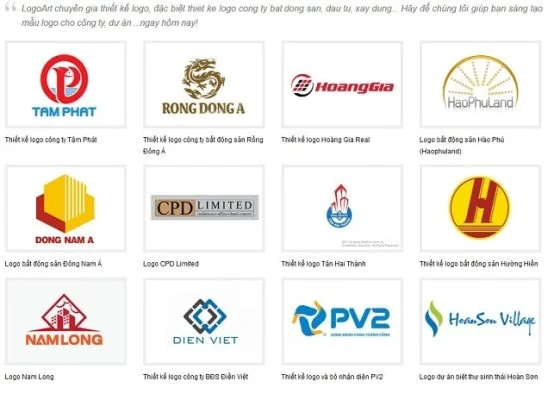 LogoArt chuyên gia thiết kế logo, đặc biệt thiet ke logo cong ty bat dong san, dau tu, xay dung... Hãy để chúng tôi giúp bạn sáng tạo
mẫu logo cho công ty, dự án ...ngay hôm nay!
TAM PHAT
RONG DONG A
HOANGGIA
HAOPHULAND
Thiết kế logo công ty Tâm Phát
Thiết kế logo công ty bất động sản Rồng
Đông Á
Thiết kế logo Hoàng Gia Real
Logo bất động sản Hào Phú
(Haophuland)
DONG NAM A
CPD LIMITED
H
Logo bất động sản Đông Nam Á
Logo CPD Limited
Thiết kế logo Tân Hai Thành
Thiết kế logo bất động sản Hường Hiền
NAMLONG
DIEN VIET
PV2
HoanSon Village
Logo Nam Long
Thiết kế logo công ty BĐS Điền Việt
Thiết kế logo và bộ nhận diện PV2
Logo dự án biệt thự sinh thái Hoàn Sơn